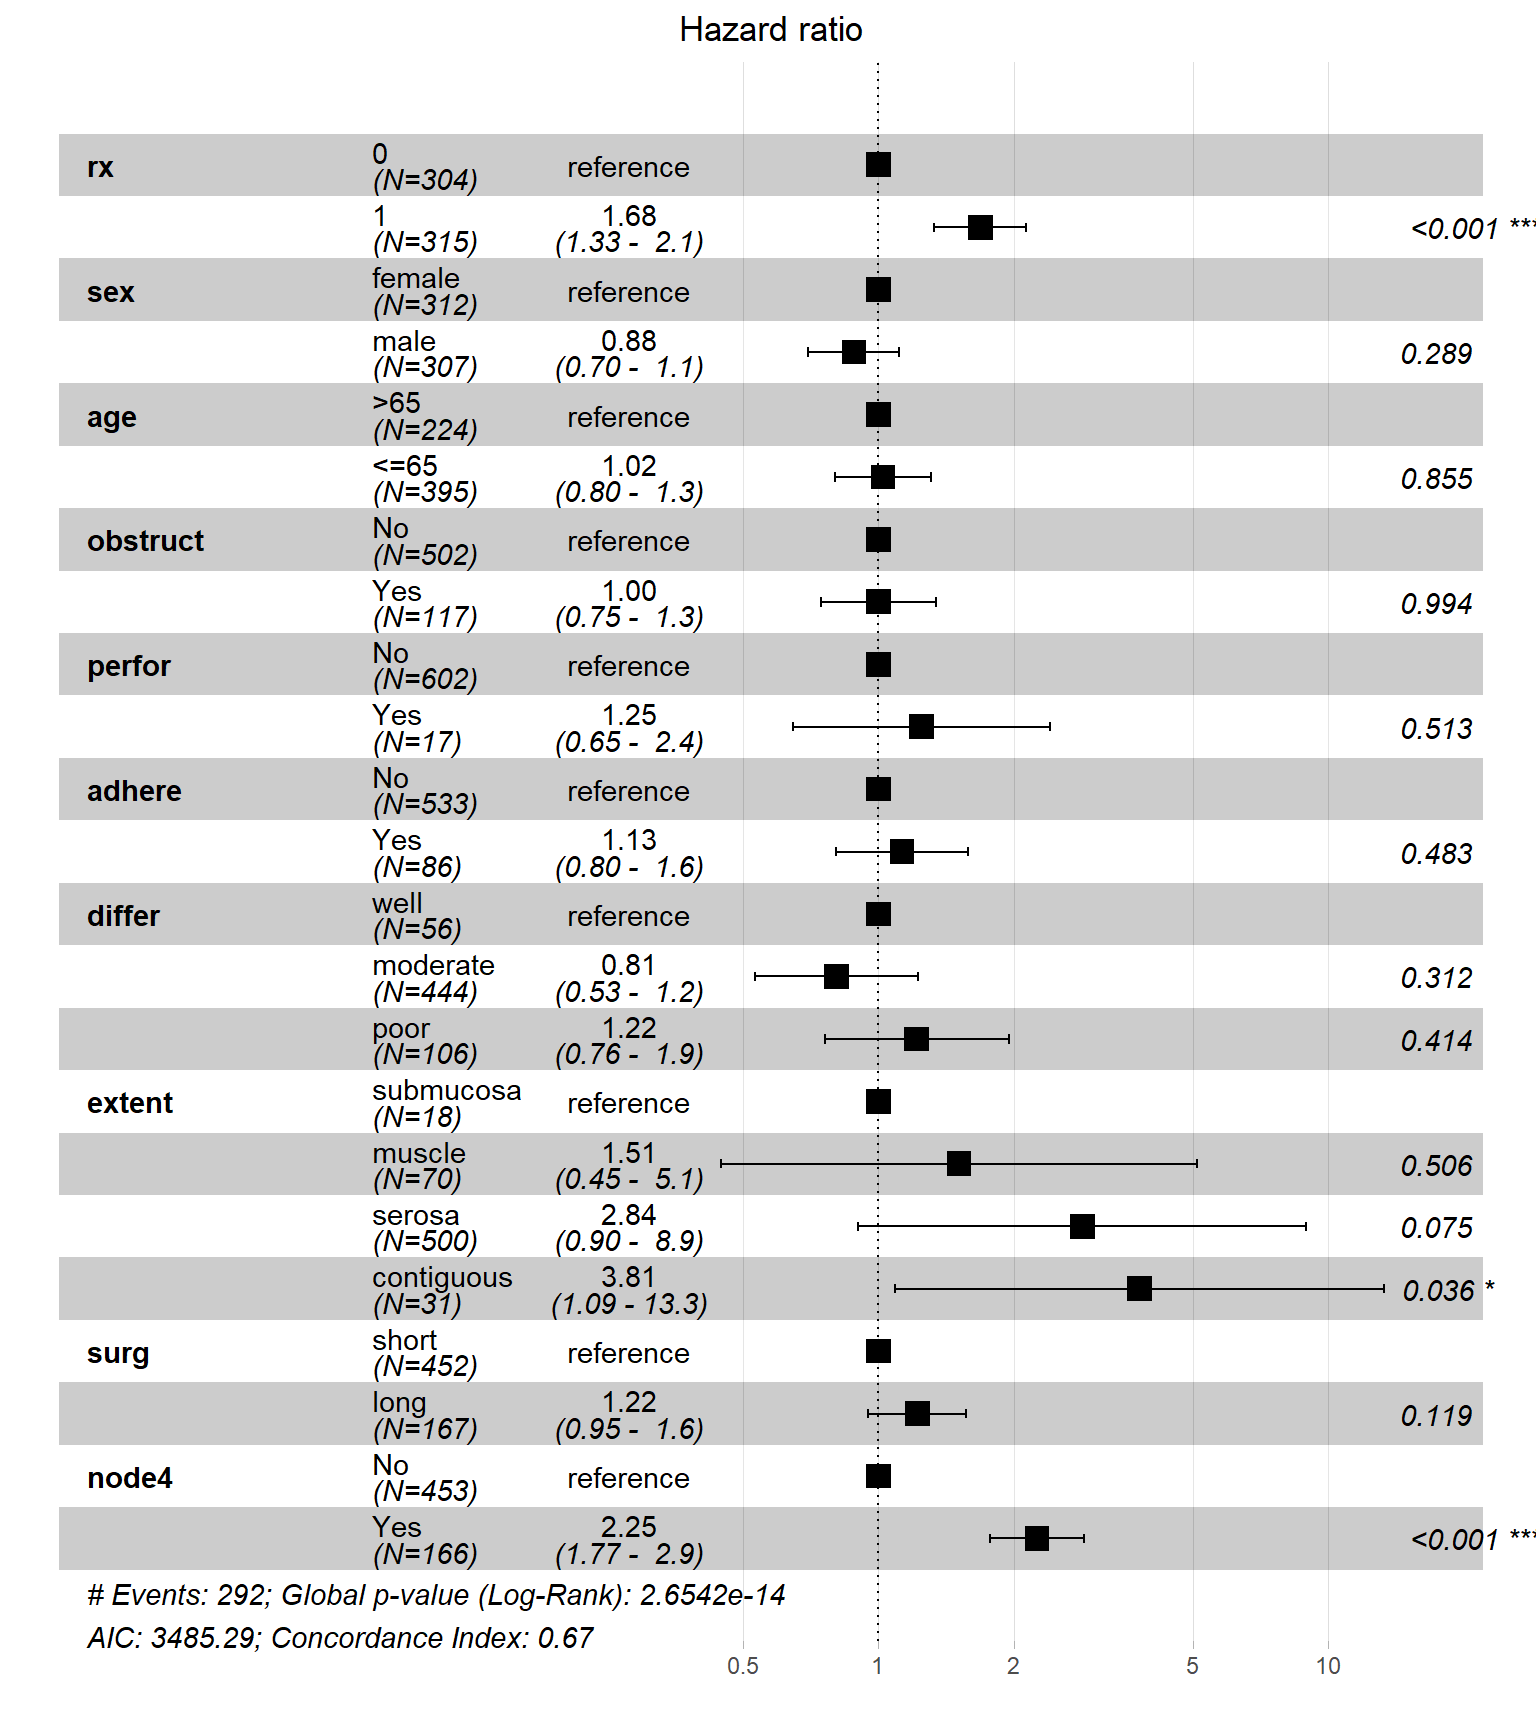 Hazard ratio
rx
0
(N=304)
reference
1
(N=315)
1.68
(1.33 - 2.1)
<0.001 ***
sex
female
(N=312)
reference
male
(N=307)
0.88
(0.70 - 1.1)
0.289
age
>65
(N=224)
reference
<=65
(N=395)
1.02
(0.80 - 1.3)
0.855
obstruct
No
(N=502)
reference
Yes
(N=117)
1.00
(0.75 - 1.3)
0.994
perfor
No
(N=602)
reference
Yes
(N=17)
1.25
(0.65 - 2.4)
0.513
adhere
No
(N=533)
reference
Yes
(N=86)
1.13
(0.80 - 1.6)
0.483
differ
well
(N=56)
reference
moderate
(N=444)
0.81
(0.53 - 1.2)
0.312
poor
(N=106)
1.22
(0.76 - 1.9)
0.414
extent
submucosa
(N=18)
reference
muscle
(N=70)
1.51
(0.45 - 5.1)
0.506
serosa
(N=500)
2.84
(0.90 - 8.9)
0.075
contiguous
(N=31)
3.81
(1.09 - 13.3)
0.036 *
surg
short
(N=452)
reference
long
(N=167)
1.22
(0.95 - 1.6)
0.119
node4
No
(N=453)
reference
Yes
(N=166)
2.25
(1.77 - 2.9)
<0.001 ***
# Events: 292; Global p-value (Log-Rank): 2.6542e-14
AIC: 3485.29; Concordance Index: 0.67
0.5 1 2 5 10